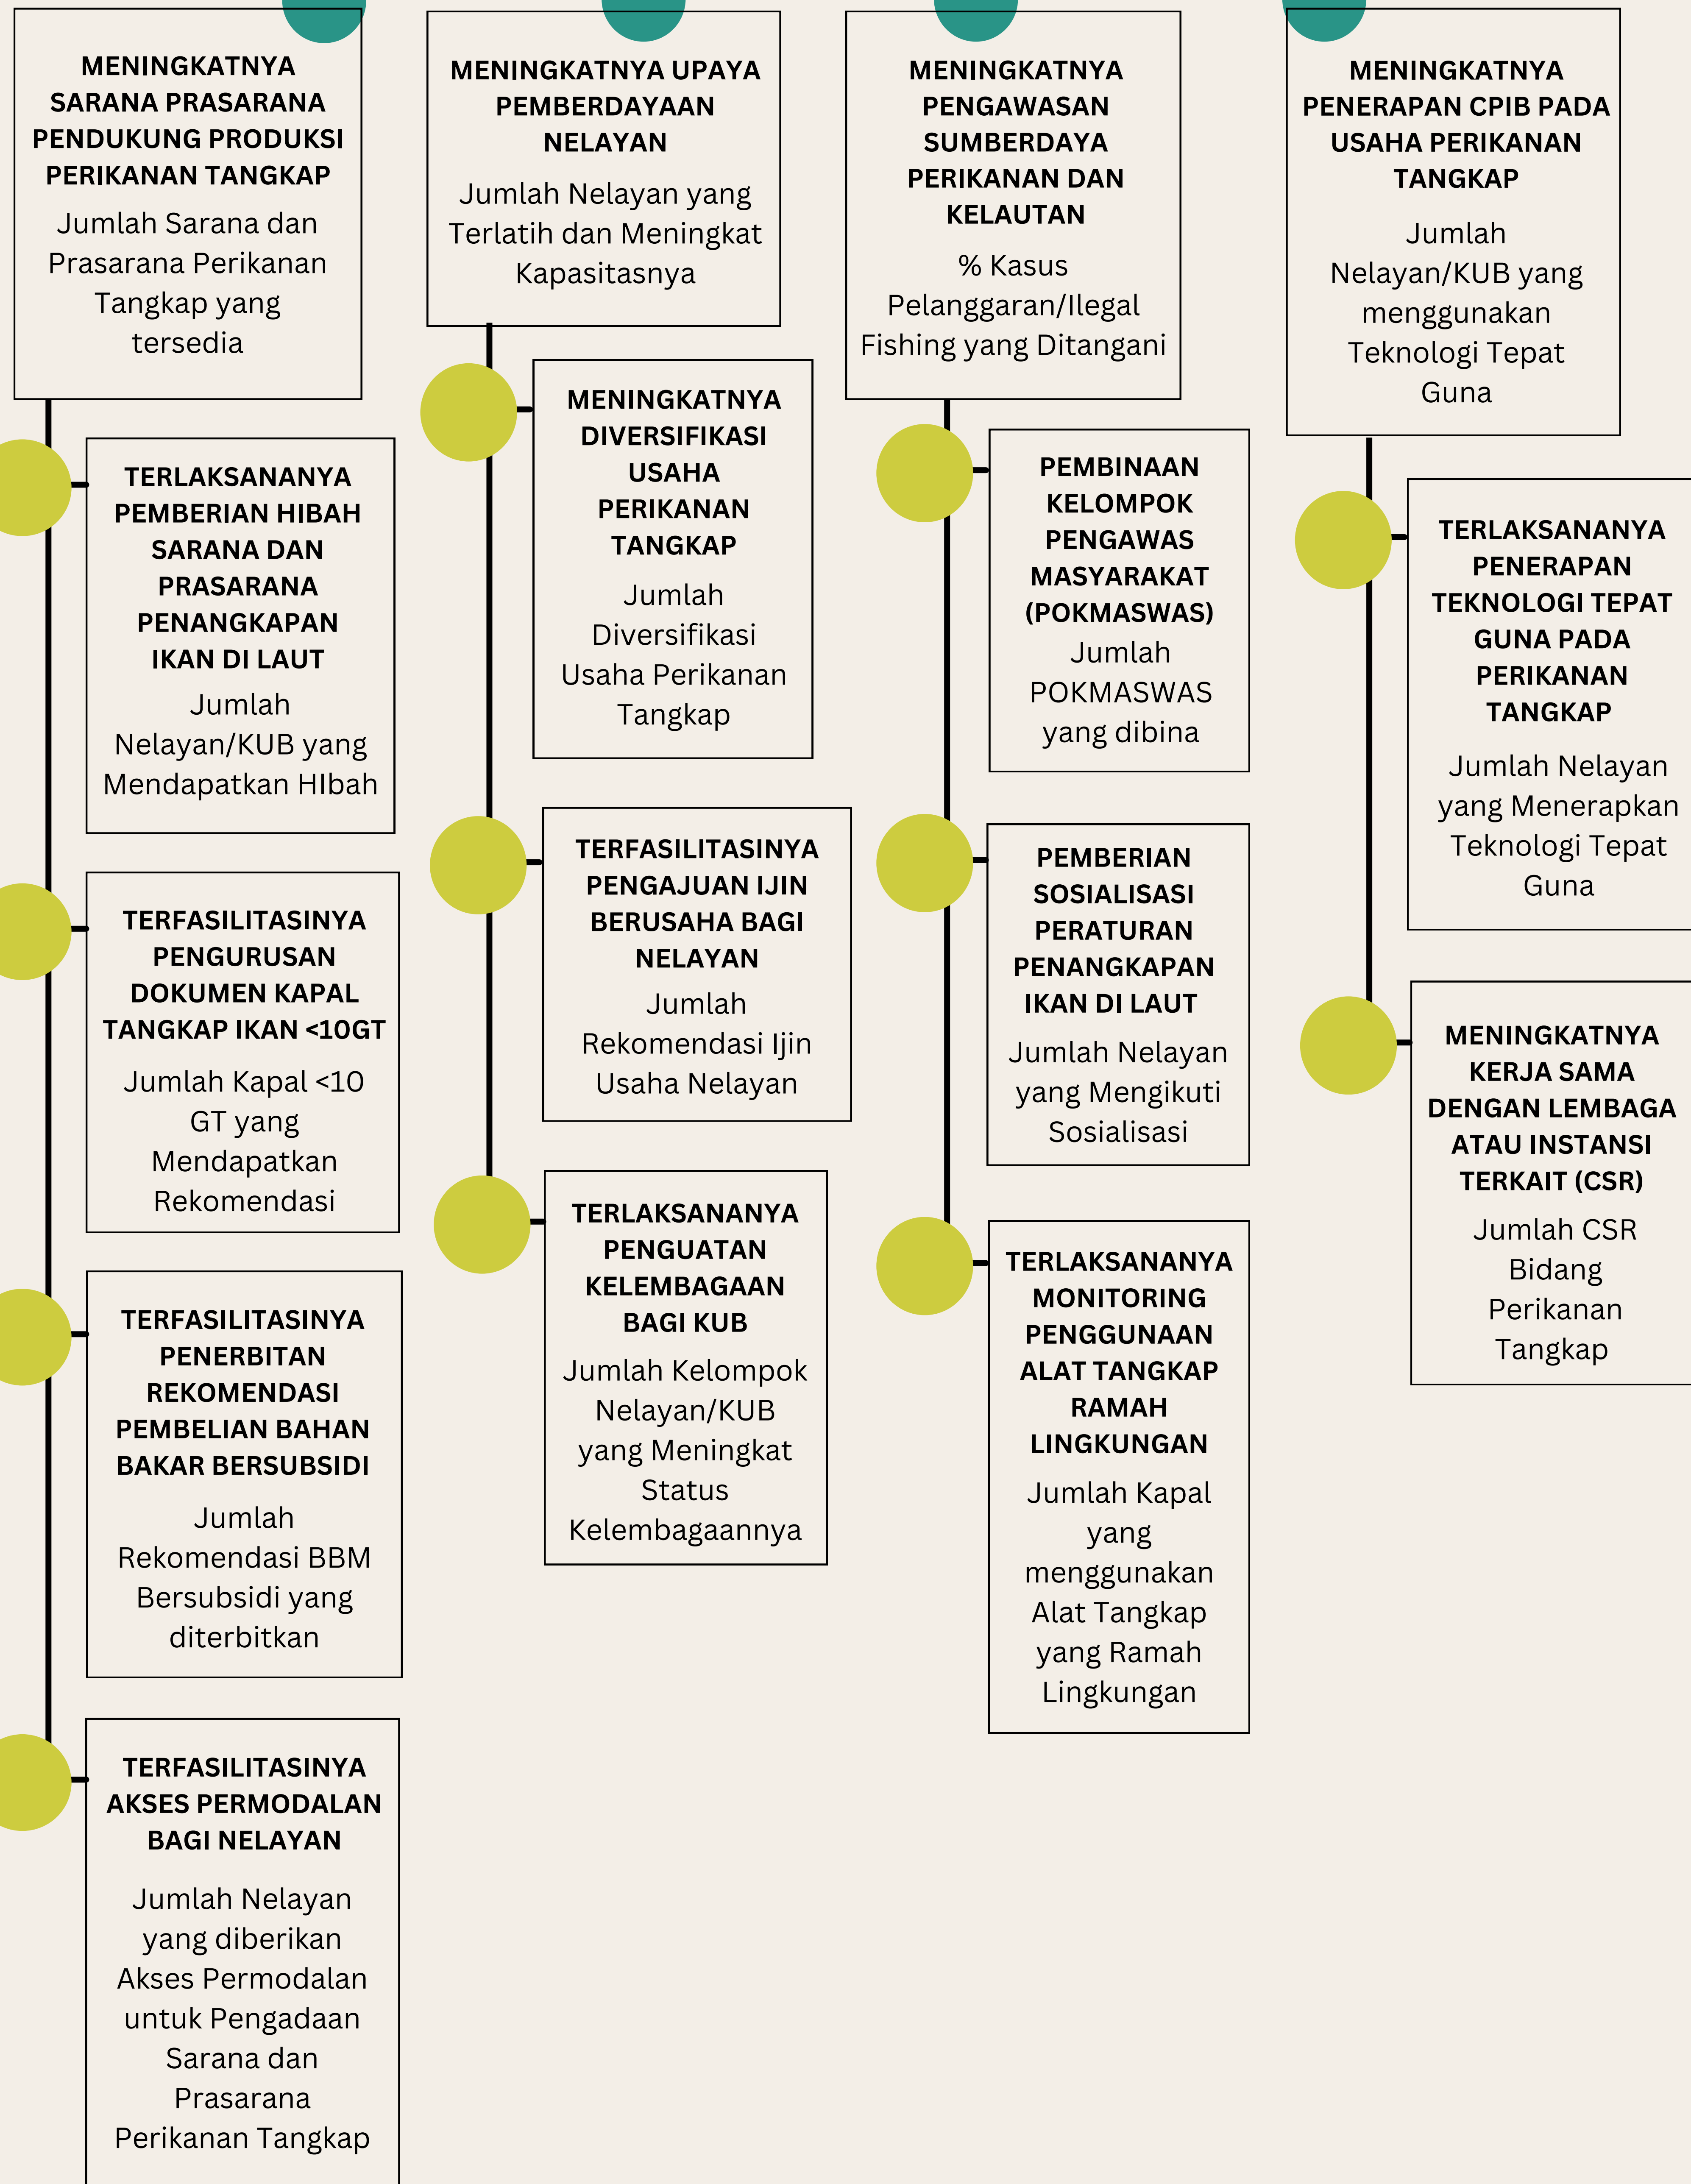 MENINGKATNYA
SARANA PRASARANA
PENDUKUNG PRODUKSI
PERIKANAN TANGKAP
Jumlah Sarana dan
Prasarana Perikanan
Tangkap yang
tersedia
TERLAKSANANYA
PEMBERIAN HIBAH
SARANA DAN
PRASARANA
PENANGKAPAN
IKAN DI LAUT
Jumlah
Nelayan/KUB yang
Mendapatkan HIbah
TERFASILITASINYA
PENGURUSAN
DOKUMEN KAPAL
TANGKAP IKAN <10GT
Jumlah Kapal <10
GT yang
Mendapatkan
Rekomendasi
TERFASILITASINYA
PENERBITAN
REKOMENDASI
PEMBELIAN BAHAN
BAKAR BERSUBSIDI
Jumlah
Rekomendasi BBM
Bersubsidi yang
diterbitkan
TERFASILITASINYA
AKSES PERMODALAN
BAGI NELAYAN
Jumlah Nelayan
yang diberikan
Akses Permodalan
untuk Pengadaan
Sarana dan
Prasarana
Perikanan Tangkap
MENINGKATNYA UPAYA
PEMBERDAYAAN
NELAYAN
Jumlah Nelayan yang
Terlatih dan Meningkat
Kapasitasnya
MENINGKATNYA
DIVERSIFIKASI
USAHA
PERIKANAN
TANGKAP
Jumlah
Diversifikasi
Usaha Perikanan
Tangkap
TERFASILITASINYA
PENGAJUAN IJIN
BERUSAHA BAGI
NELAYAN
Jumlah
Rekomendasi Ijin
Usaha Nelayan
TERLAKSANANYA
PENGUATAN
KELEMBAGAAN
BAGI KUB
Jumlah Kelompok
Nelayan/KUB
yang Meningkat
Status
Kelembagaannya
MENINGKATNYA
PENGAWASAN
SUMBERDAYA
PERIKANAN DAN
KELAUTAN
% Kasus
Pelanggaran/Ilegal
Fishing yang Ditangani
PEMBINAAN
KELOMPOK
PENGAWAS
MASYARAKAT
(POKMASWAS)
Jumlah
POKMASWAS
yang dibina
PEMBERIAN
SOSIALISASI
PERATURAN
PENANGKAPAN
IKAN DI LAUT
Jumlah Nelayan
yang Mengikuti
Sosialisasi
TERLAKSANANYA
MONITORING
PENGGUNAAN
ALAT TANGKAP
RAMAH
LINGKUNGAN
Jumlah Kapal
yang
menggunakan
Alat Tangkap
yang Ramah
Lingkungan
MENINGKATNYA
PENERAPAN CPIB PADA
USAHA PERIKANAN
TANGKAP
Jumlah
Nelayan/KUB yang
menggunakan
Teknologi Tepat
Guna
TERLAKSANANYA
PENERAPAN
TEKNOLOGI TEPAT
GUNA PADA
PERIKANAN
TANGKAP
Jumlah Nelayan
yang Menerapkan
Teknologi Tepat
Guna
MENINGKATNYA
KERJA SAMA
DENGAN LEMBAGA
ATAU INSTANSI
TERKAIT (CSR)
Jumlah CSR
Bidang
Perikanan
Tangkap